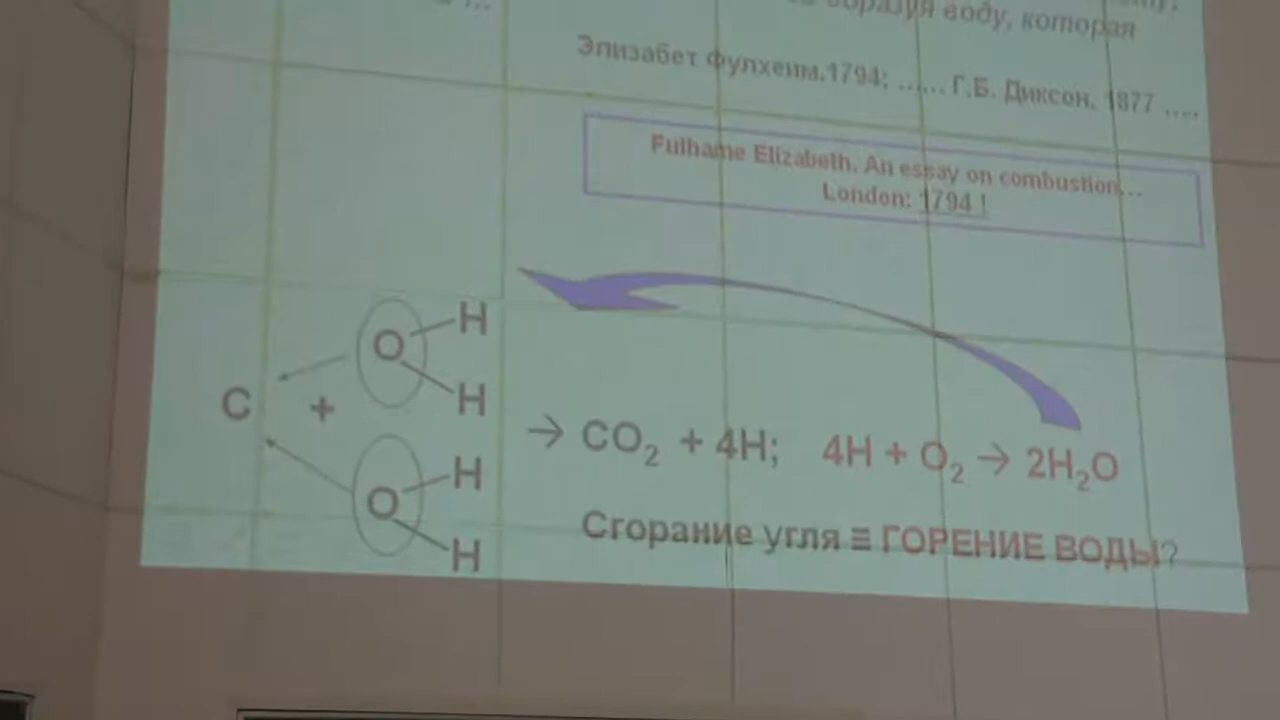 образуя воду, которая
Элизабет Фулхейм.1794; ...... Г.Б. Диксон. 1877 .....
Fulhame Elizabeth. An essay on combustion...
London: 1794 !
C + O H H O H H → CO₂ + 4H; 4H + O₂ → 2H₂O
Сгорание угля ≡ ГОРЕНИЕ ВОДЫ?